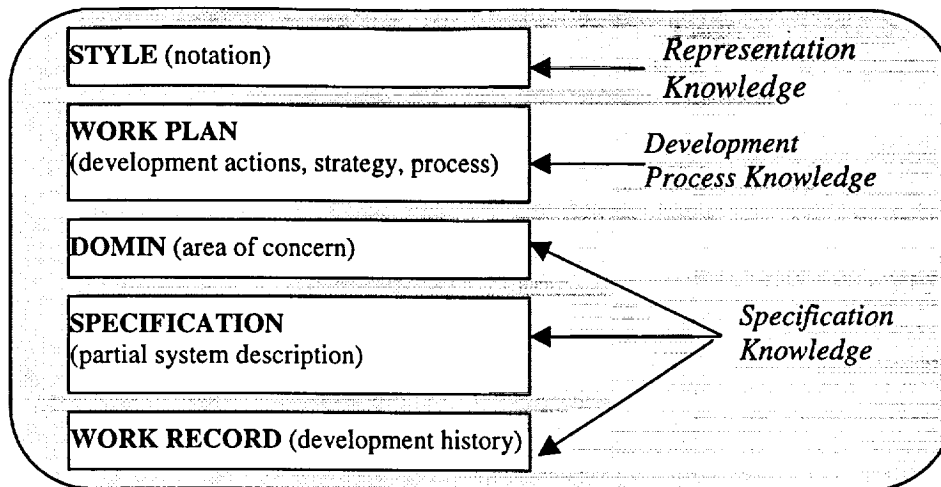 STYLE (notation)
Representation
Knowledge
WORK PLAN
(development actions, strategy, process)
Development
Process Knowledge
DOMIN (area of concern)
SPECIFICATION
(partial system description)
Specification
Knowledge
WORK RECORD (development history)